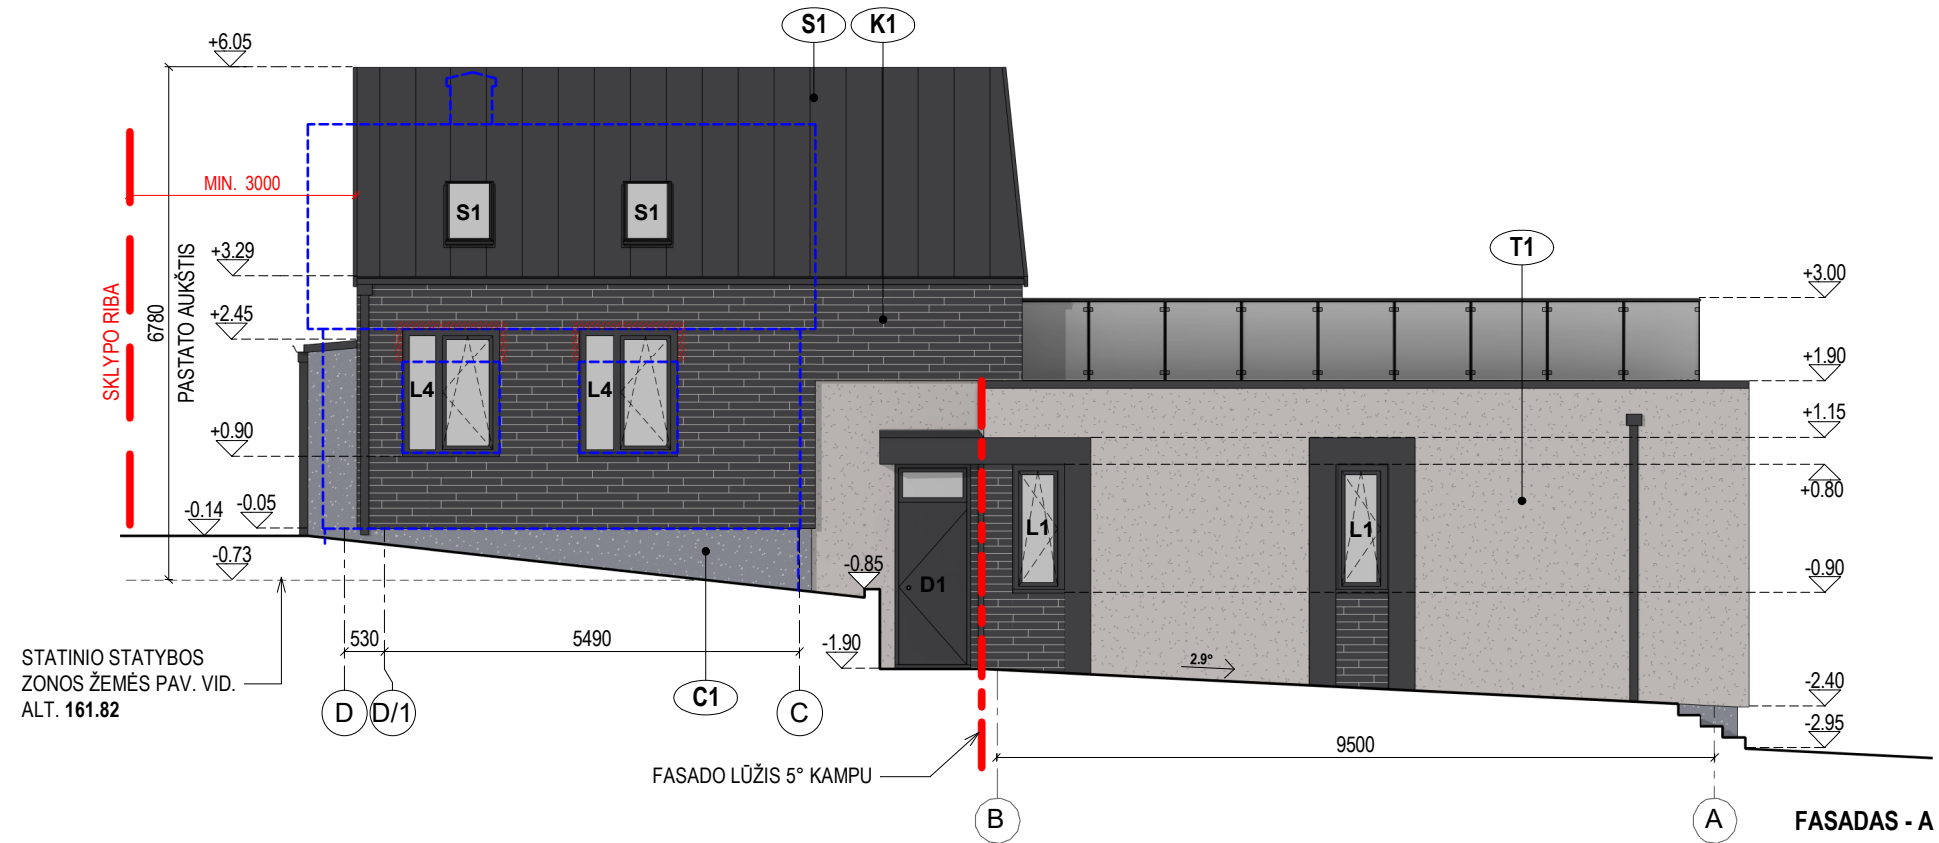 S1
K1
+6.05
MIN. 3000
S1
S1
T1
+3.29
+3.00
SKLYPO RIBA
6780
PASTATO AUKŠTIS
+2.45
+1.90
L4
L4
+1.15
+0.90
+0.80
-0.14
-0.05
L1
L1
-0.73
-0.85
D1
-0.90
530
5490
-1.90
2.9°
STATINIO STATYBOS
ZONOS ŽEMĖS PAV. VID.
ALT. 161.82
C1
-2.40
D
D/1
C
-2.95
9500
FASADO LŪŽIS 5° KAMPU
B
A
FASADAS - A